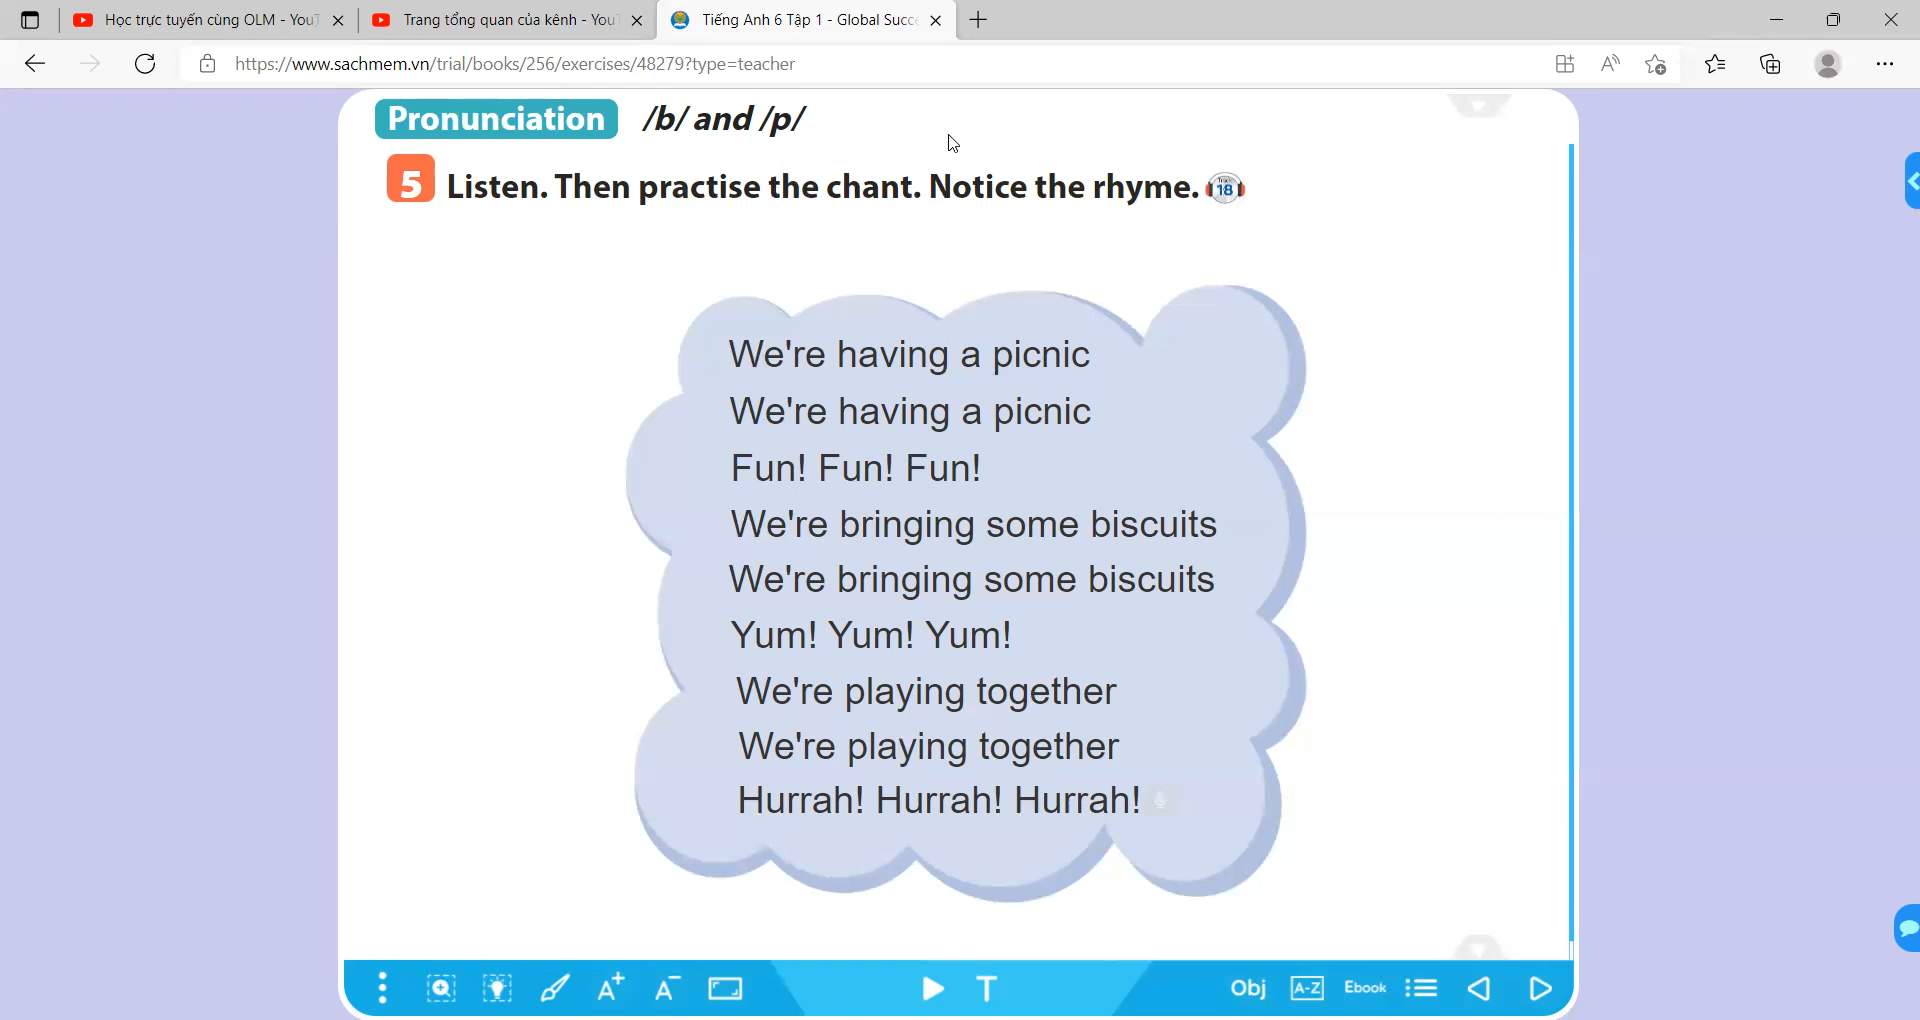 Học trực tuyến cùng OLM - You
Trang tổng quan của kênh - You
Tiếng Anh 6 Tập 1 - Global Succ
https://www.sachmem.vn/trial/books/256/exercises/48279?type=teacher
Pronunciation /b/ and /p/
5 Listen. Then practise the chant. Notice the rhyme. Track 18
We're having a picnic
We're having a picnic
Fun! Fun! Fun!
We're bringing some biscuits
We're bringing some biscuits
Yum! Yum! Yum!
We're playing together
We're playing together
Hurrah! Hurrah! Hurrah!
A+ A- T Obj A-Z Ebook